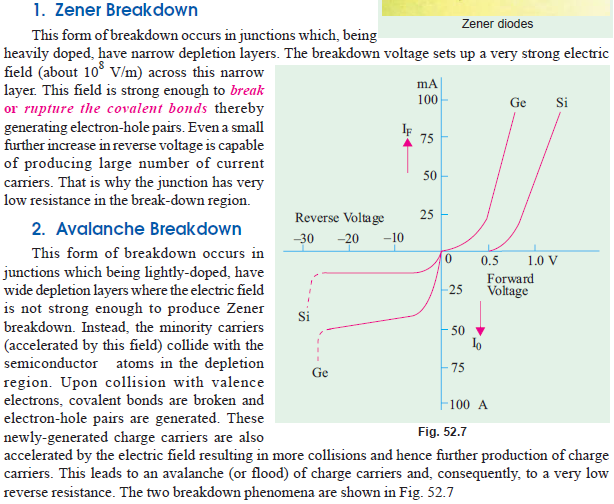 1. Zener Breakdown
Zener diodes
This form of breakdown occurs in junctions which, being
heavily doped, have narrow depletion layers. The breakdown voltage sets up a very strong electric
field (about 10⁸ V/m) across this narrow
layer. This field is strong enough to break
or rupture the covalent bonds thereby
generating electron-hole pairs. Even a small
further increase in reverse voltage is capable
of producing large number of current
carriers. That is why the junction has very
low resistance in the break-down region.
2. Avalanche Breakdown
This form of breakdown occurs in
junctions which being lightly-doped, have
wide depletion layers where the electric field
is not strong enough to produce Zener
breakdown. Instead, the minority carriers
(accelerated by this field) collide with the
semiconductor atoms in the depletion
region. Upon collision with valence
electrons, covalent bonds are broken and
electron-hole pairs are generated. These
newly-generated charge carriers are also
mA
100
Ge Si
IF
75
50
25
Reverse Voltage
–30 –20 –10
0 0.5 1.0 V
Forward
Voltage
25
Si
50
I0
75
Ge
100 A
Fig. 52.7
accelerated by the electric field resulting in more collisions and hence further production of charge
carriers. This leads to an avalanche (or flood) of charge carriers and, consequently, to a very low
reverse resistance. The two breakdown phenomena are shown in Fig. 52.7